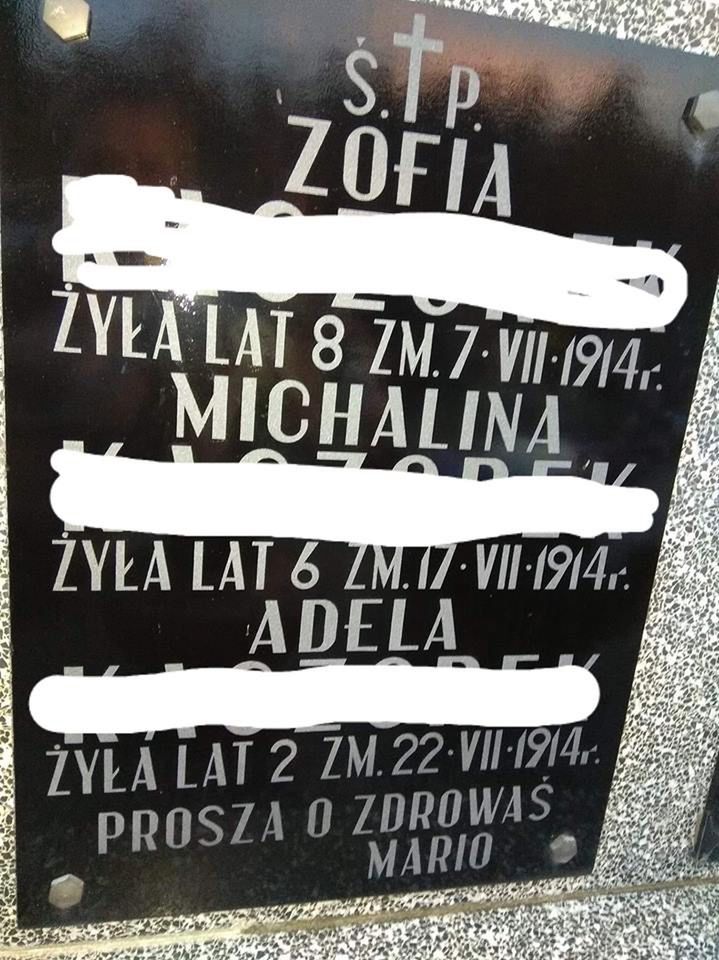 Ś. P.
ZOFIA
ŻYŁA LAT 8 ZM. 7·VII·1914r.
MICHALINA
ŻYŁA LAT 6 ZM. 17·VII·1914r.
ADELA
ŻYŁA LAT 2 ZM. 22·VII·1914r.
PROSZA O ZDROWAŚ
MARIO